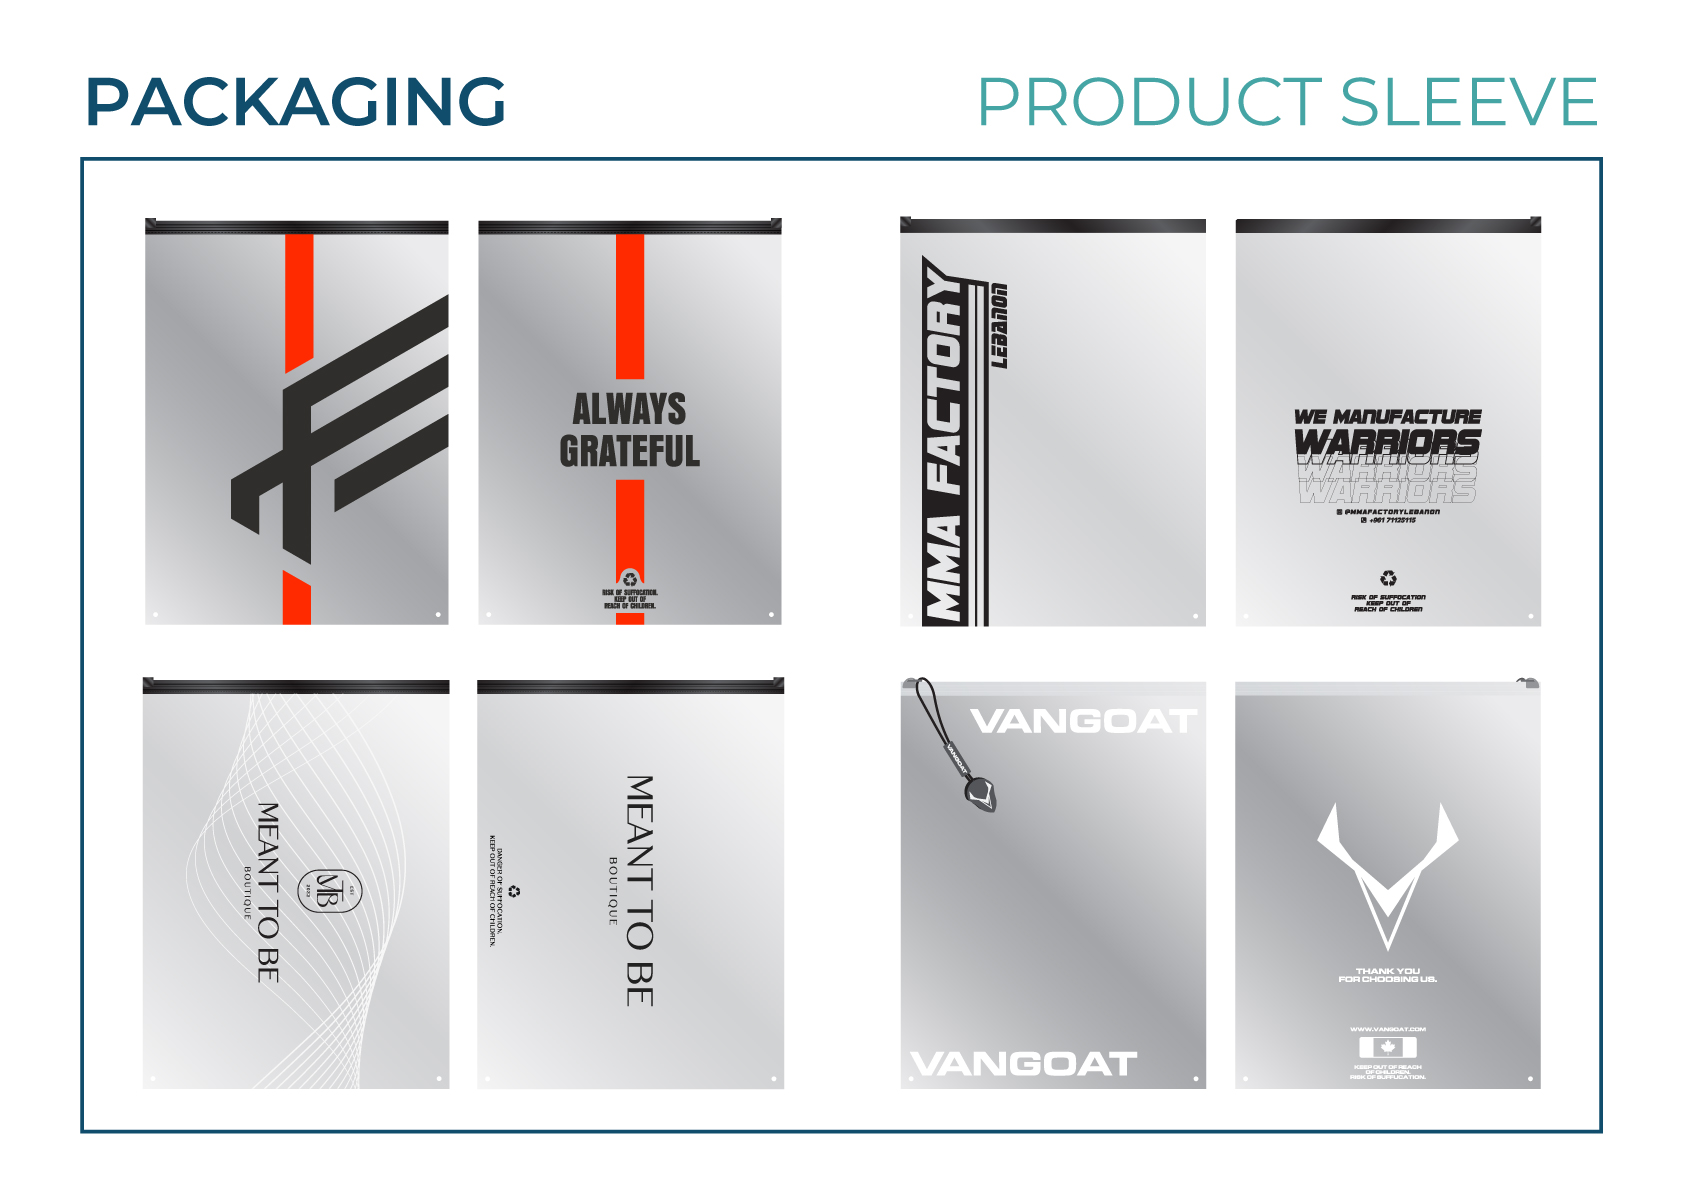 PACKAGING
PRODUCT SLEEVE
ALWAYS
GRATEFUL
RISK OF SUFFOCATION.
KEEP OUT OF
REACH OF CHILDREN.
MMA FACTORY
LEBANON
WE MANUFACTURE
WARRIORS
WARRIORS
WARRIORS
@MMAFACTORYLEBANON
+961 71125115
RISK OF SUFFOCATION
KEEP OUT OF
REACH OF CHILDREN
MEANT TO BE
BOUTIQUE
EST
MTB
2023
MEANT TO BE
BOUTIQUE
DANGER OF SUFFOCATION.
KEEP OUT OF REACH OF CHILDREN.
VANGOAT
VANGOAT
VANGOAT
THANK YOU
FOR CHOOSING US.
WWW.VANGOAT.COM
KEEP OUT OF REACH
OF CHILDREN.
RISK OF SUFFUCATION.